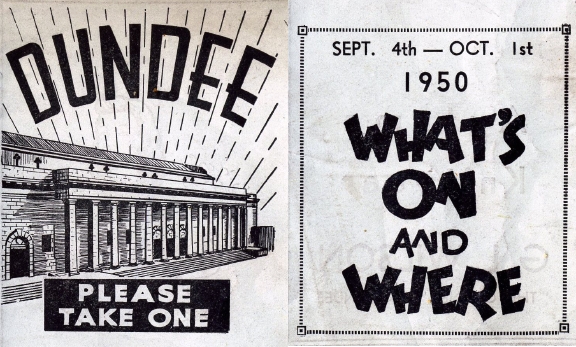 DUNDEE
PLEASE
TAKE ONE
SEPT. 4th — OCT. 1st
1950
WHAT'S
ON
AND
WHERE